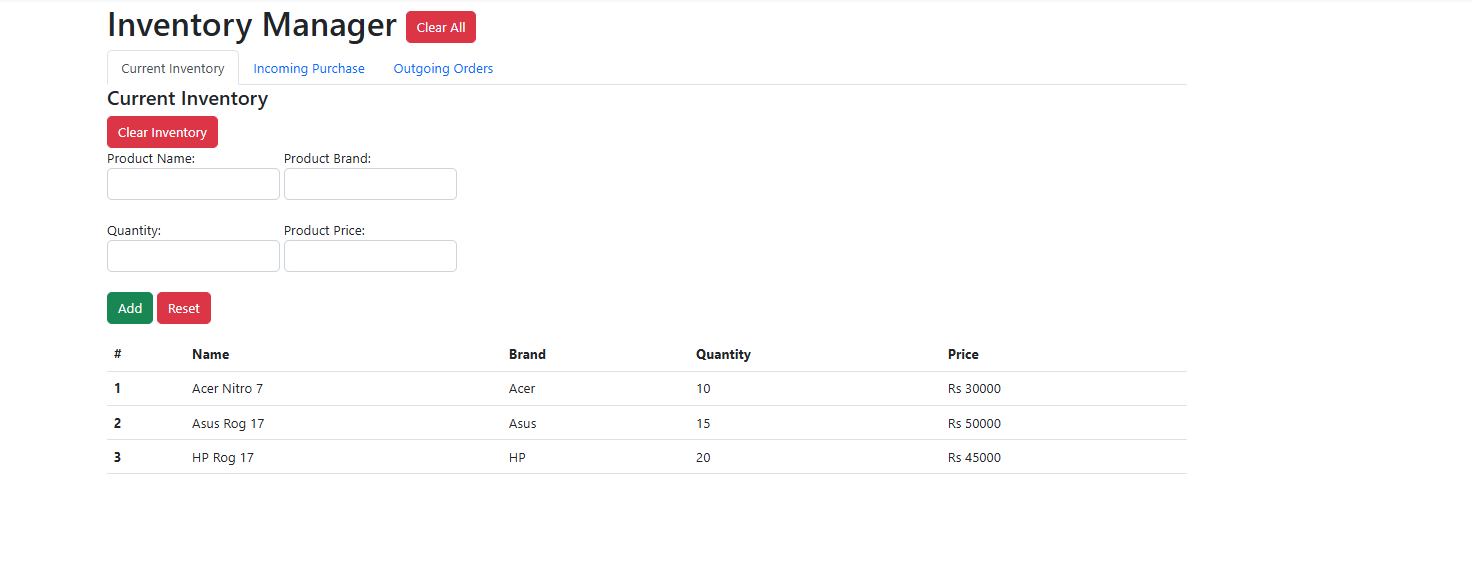 Inventory Manager Clear All
Current Inventory Incoming Purchase Outgoing Orders
Current Inventory
Clear Inventory
Product Name: Product Brand:
Quantity: Product Price:
Add Reset
# Name Brand Quantity Price
1 Acer Nitro 7 Acer 10 Rs 30000
2 Asus Rog 17 Asus 15 Rs 50000
3 HP Rog 17 HP 20 Rs 45000